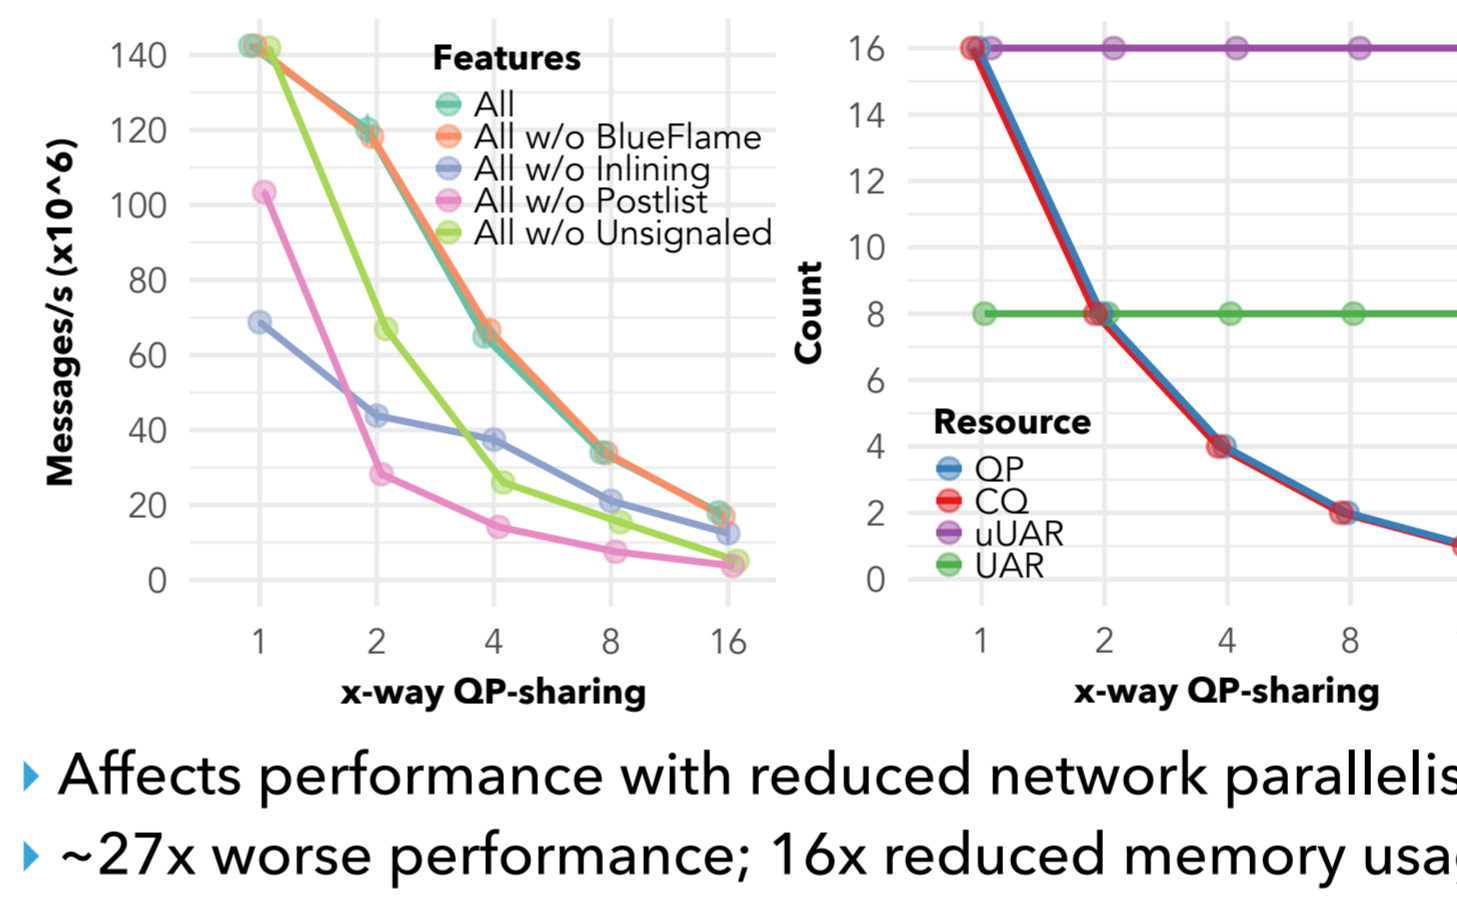 Messages/s (x10^6)
140
120
100
80
60
40
20
0
Features
All
All w/o BlueFlame
All w/o Inlining
All w/o Postlist
All w/o Unsignaled
1 2 4 8 16
x-way QP-sharing
Count
16
14
12
10
8
6
4
2
0
Resource
QP
CQ
uUAR
UAR
1 2 4 8
x-way QP-sharing
Affects performance with reduced network
~27x worse performance; 16x reduced memory